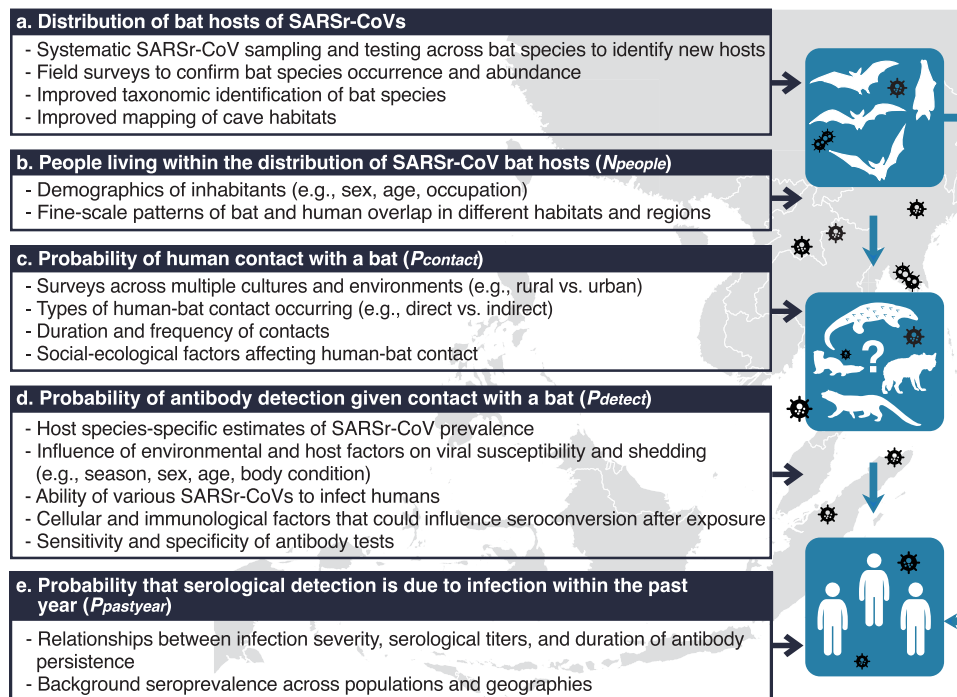 a. Distribution of bat hosts of SARSr-CoVs
- Systematic SARSr-CoV sampling and testing across bat species to identify new hosts
- Field surveys to confirm bat species occurrence and abundance
- Improved taxonomic identification of bat species
- Improved mapping of cave habitats
b. People living within the distribution of SARSr-CoV bat hosts (Npeople)
- Demographics of inhabitants (e.g., sex, age, occupation)
- Fine-scale patterns of bat and human overlap in different habitats and regions
c. Probability of human contact with a bat (Pcontact)
- Surveys across multiple cultures and environments (e.g., rural vs. urban)
- Types of human-bat contact occurring (e.g., direct vs. indirect)
- Duration and frequency of contacts
- Social-ecological factors affecting human-bat contact
?
d. Probability of antibody detection given contact with a bat (Pdetect)
- Host species-specific estimates of SARSr-CoV prevalence
- Influence of environmental and host factors on viral susceptibility and shedding
(e.g., season, sex, age, body condition)
- Ability of various SARSr-CoVs to infect humans
- Cellular and immunological factors that could influence seroconversion after exposure
- Sensitivity and specificity of antibody tests
e. Probability that serological detection is due to infection within the past
year (Ppastyear)
- Relationships between infection severity, serological titers, and duration of antibody
persistence
- Background seroprevalence across populations and geographies